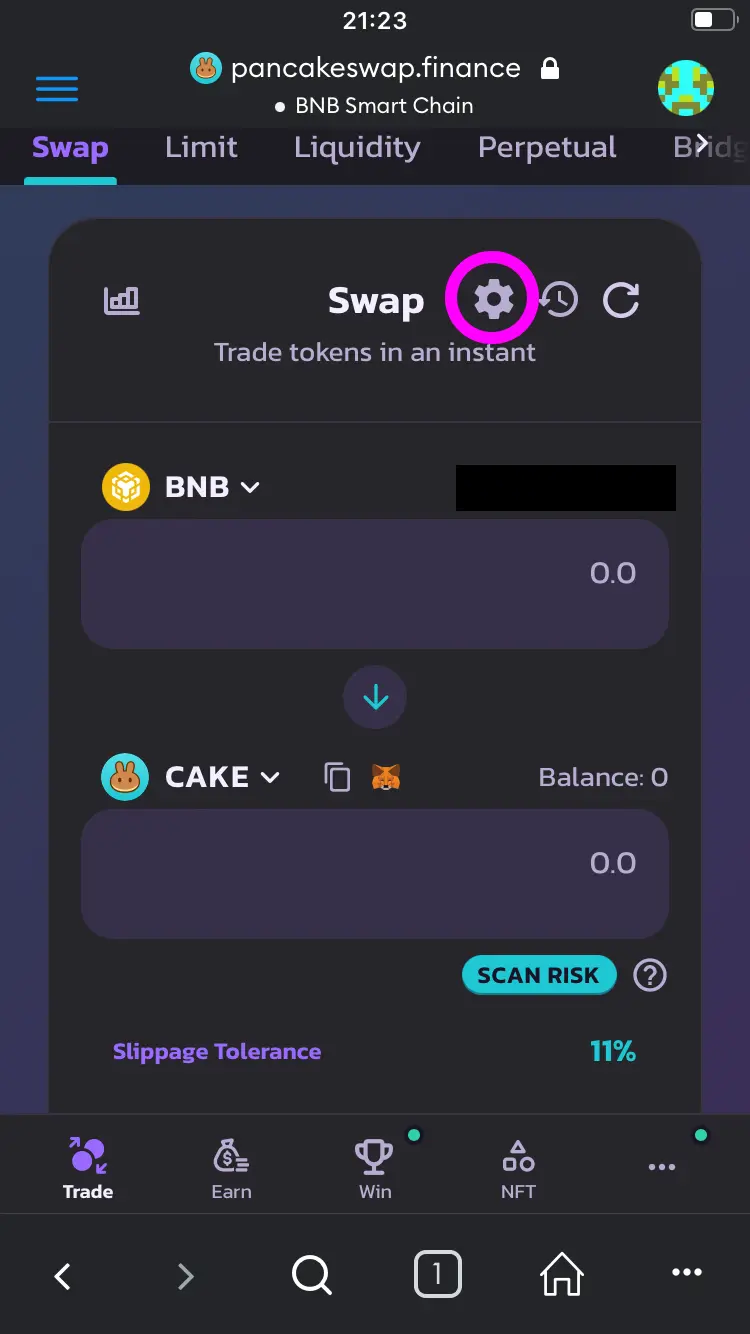 21:23
pancakeswap.finance
BNB Smart Chain
Swap Limit Liquidity Perpetual Bridg
Swap
Trade tokens in an instant
BNB
0.0
CAKE Balance: 0
0.0
SCAN RISK ?
Slippage Tolerance 11%
Trade Earn Win NFT
1